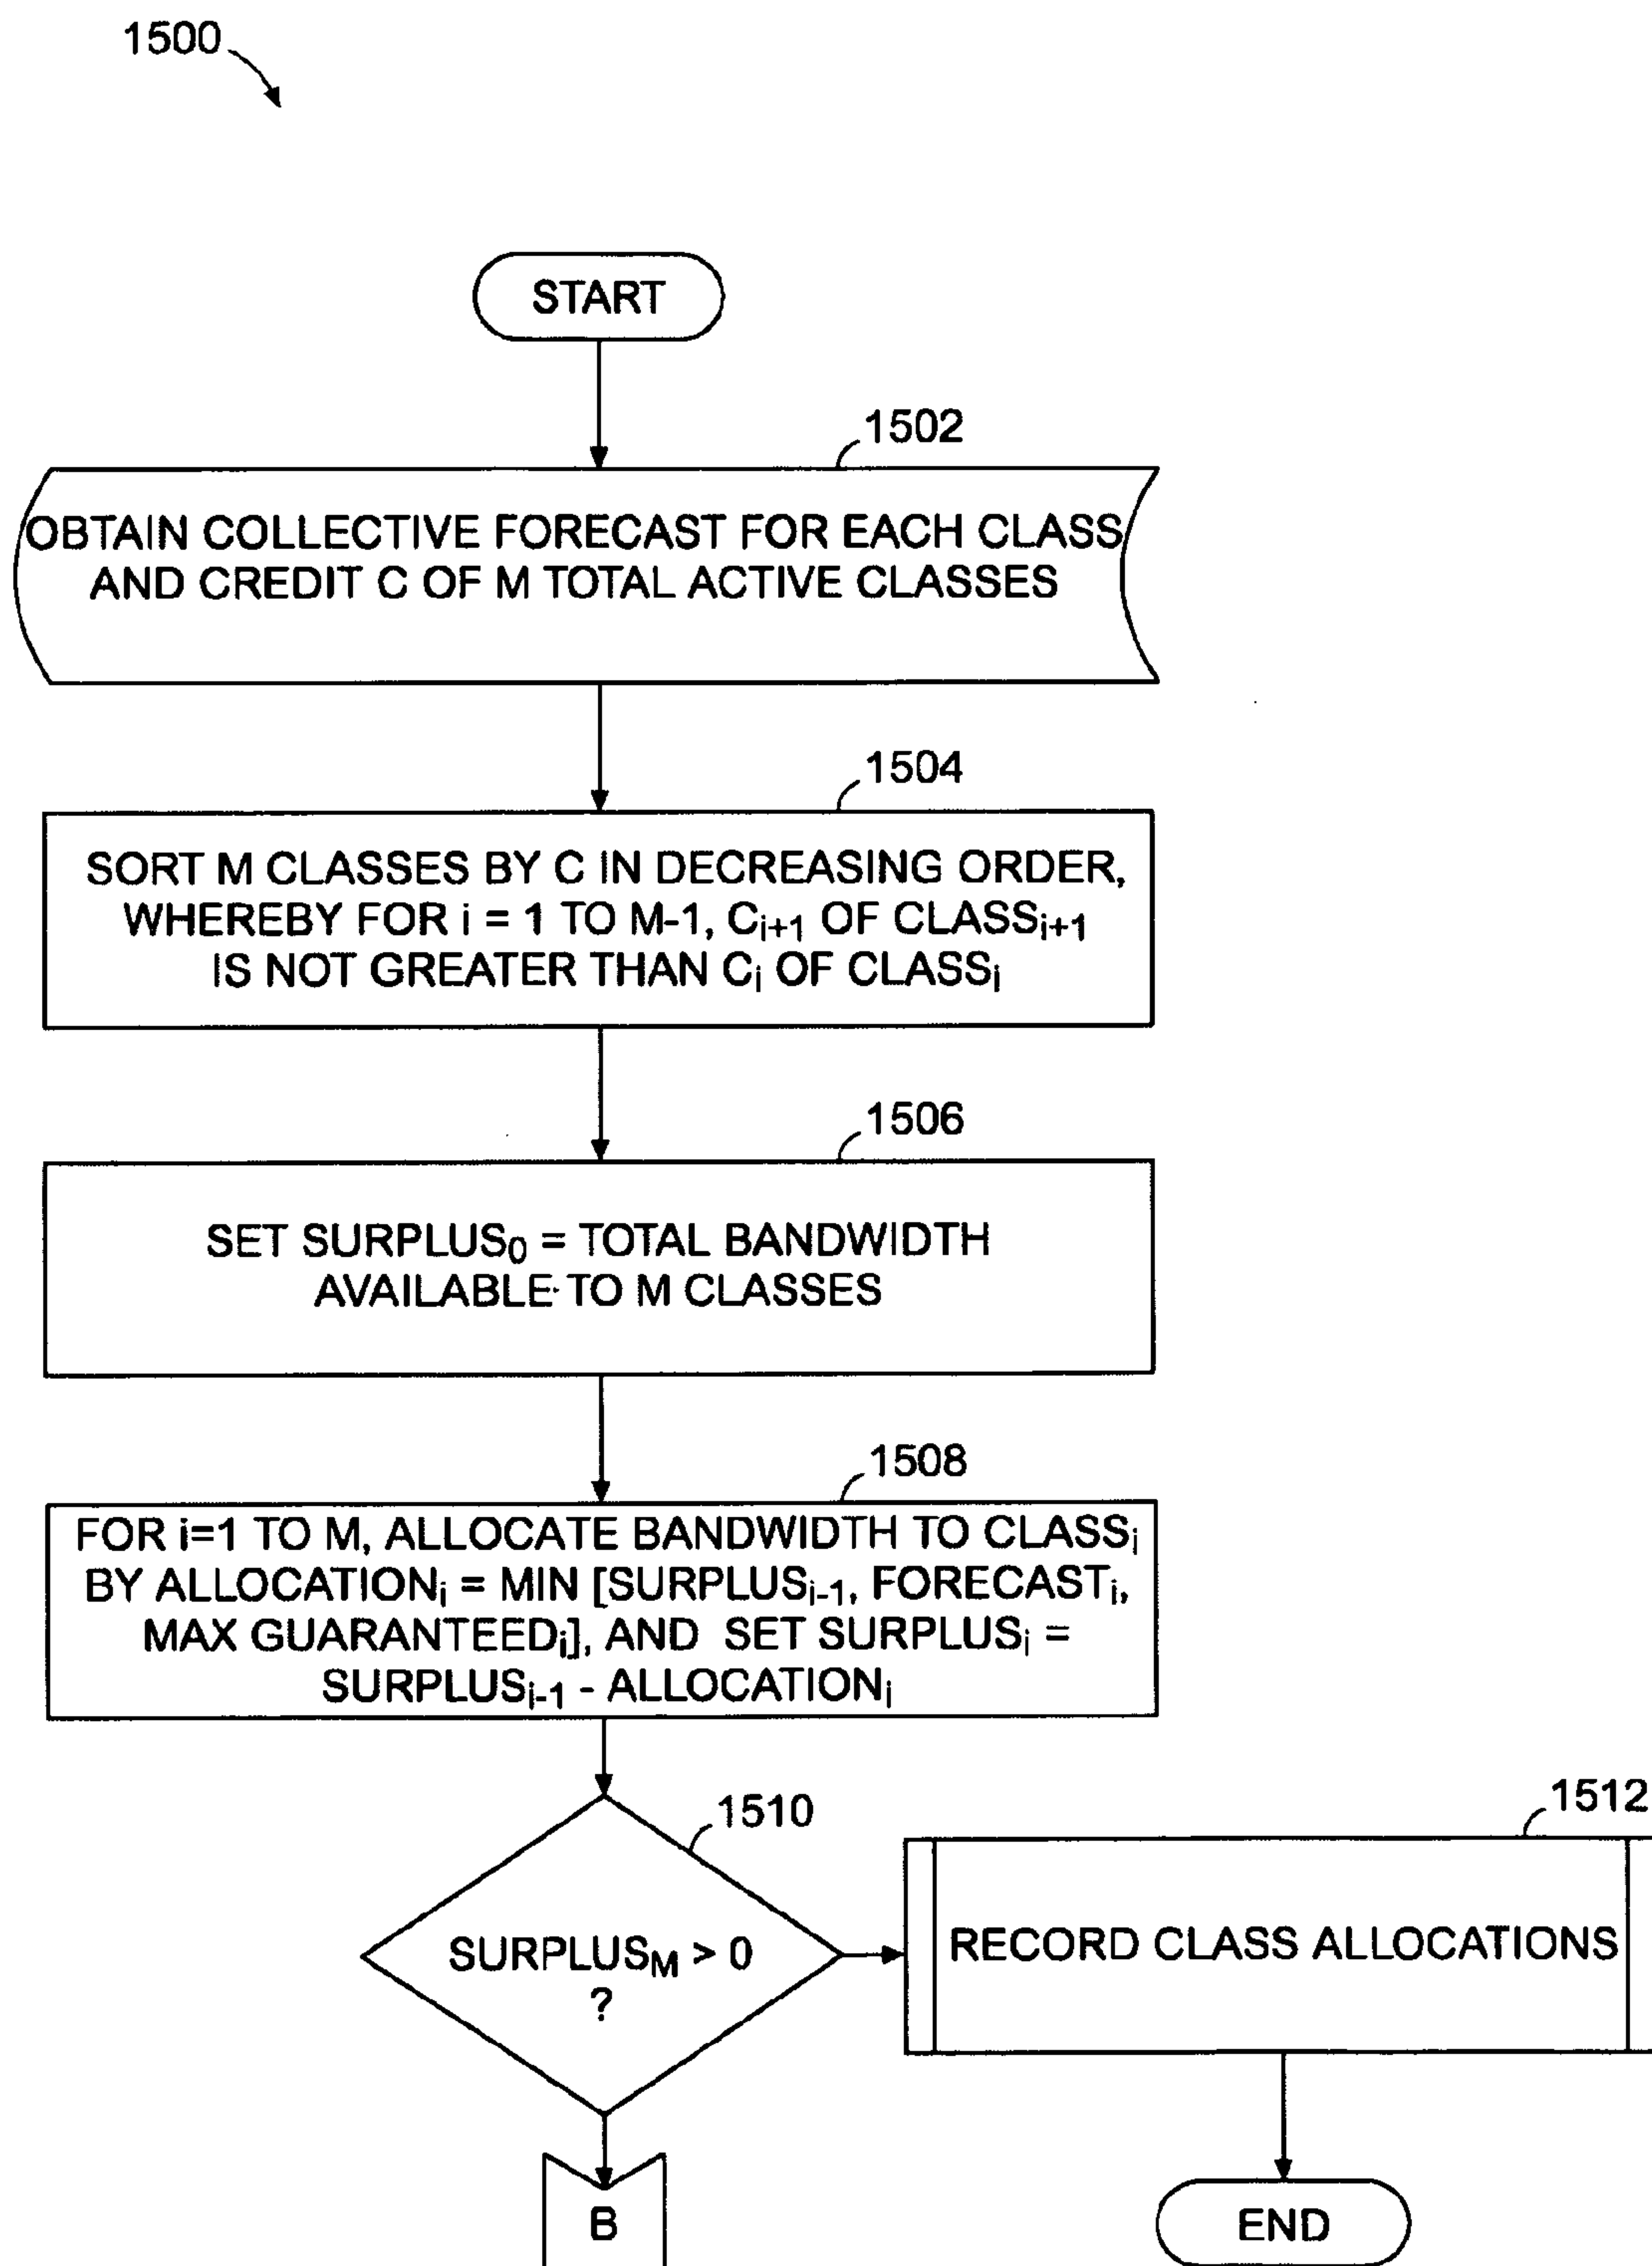 1500
START
1502
OBTAIN COLLECTIVE FORECAST FOR EACH CLASS
AND CREDIT C OF M TOTAL ACTIVE CLASSES
1504
SORT M CLASSES BY C IN DECREASING ORDER,
WHEREBY FOR i = 1 TO M-1, Ci+1 OF CLASSi+1
IS NOT GREATER THAN Ci OF CLASSi
1506
SET SURPLUS0 = TOTAL BANDWIDTH
AVAILABLE TO M CLASSES
1508
FOR i=1 TO M, ALLOCATE BANDWIDTH TO CLASSi
BY ALLOCATIONi = MIN [SURPLUSi-1, FORECASTi,
MAX GUARANTEEDi], AND SET SURPLUSi =
SURPLUSi-1 - ALLOCATIONi
1510
SURPLUSM > 0
?
1512
RECORD CLASS ALLOCATIONS
B
END